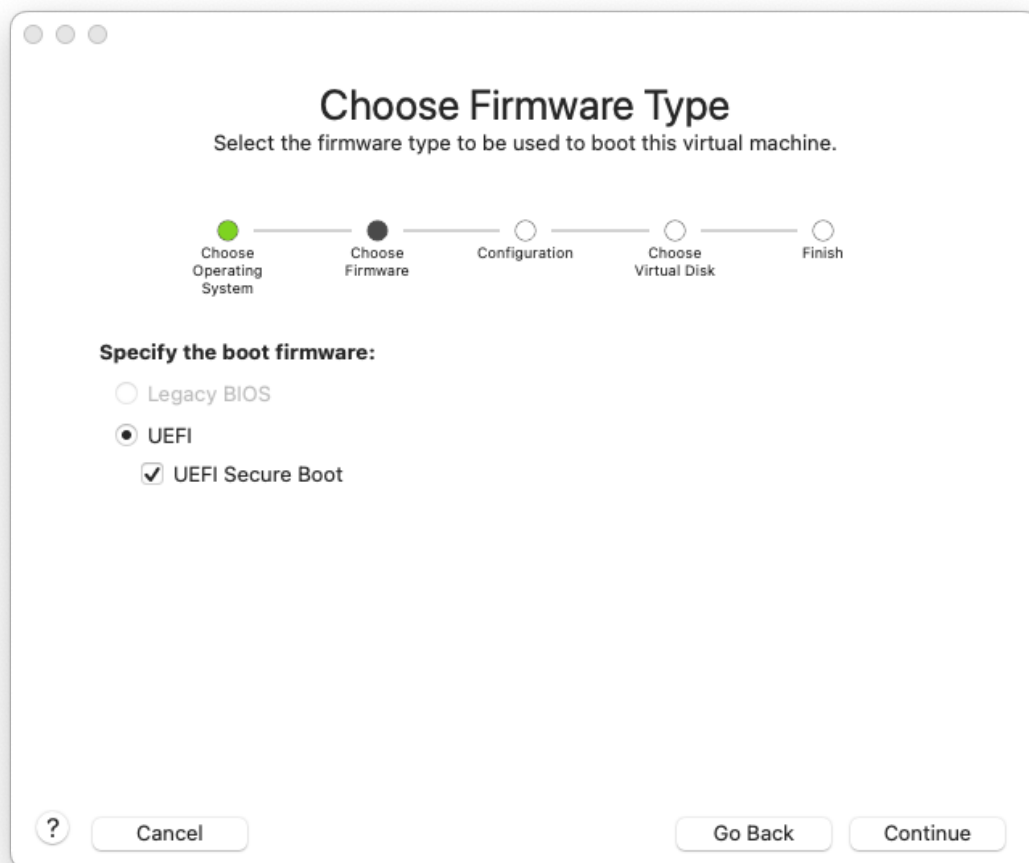 Choose Firmware Type
Select the firmware type to be used to boot this virtual machine.
Choose
Operating
System
Choose
Firmware
Configuration
Choose
Virtual Disk
Finish
Specify the boot firmware:
Legacy BIOS
UEFI
UEFI Secure Boot
?
Cancel
Go Back
Continue